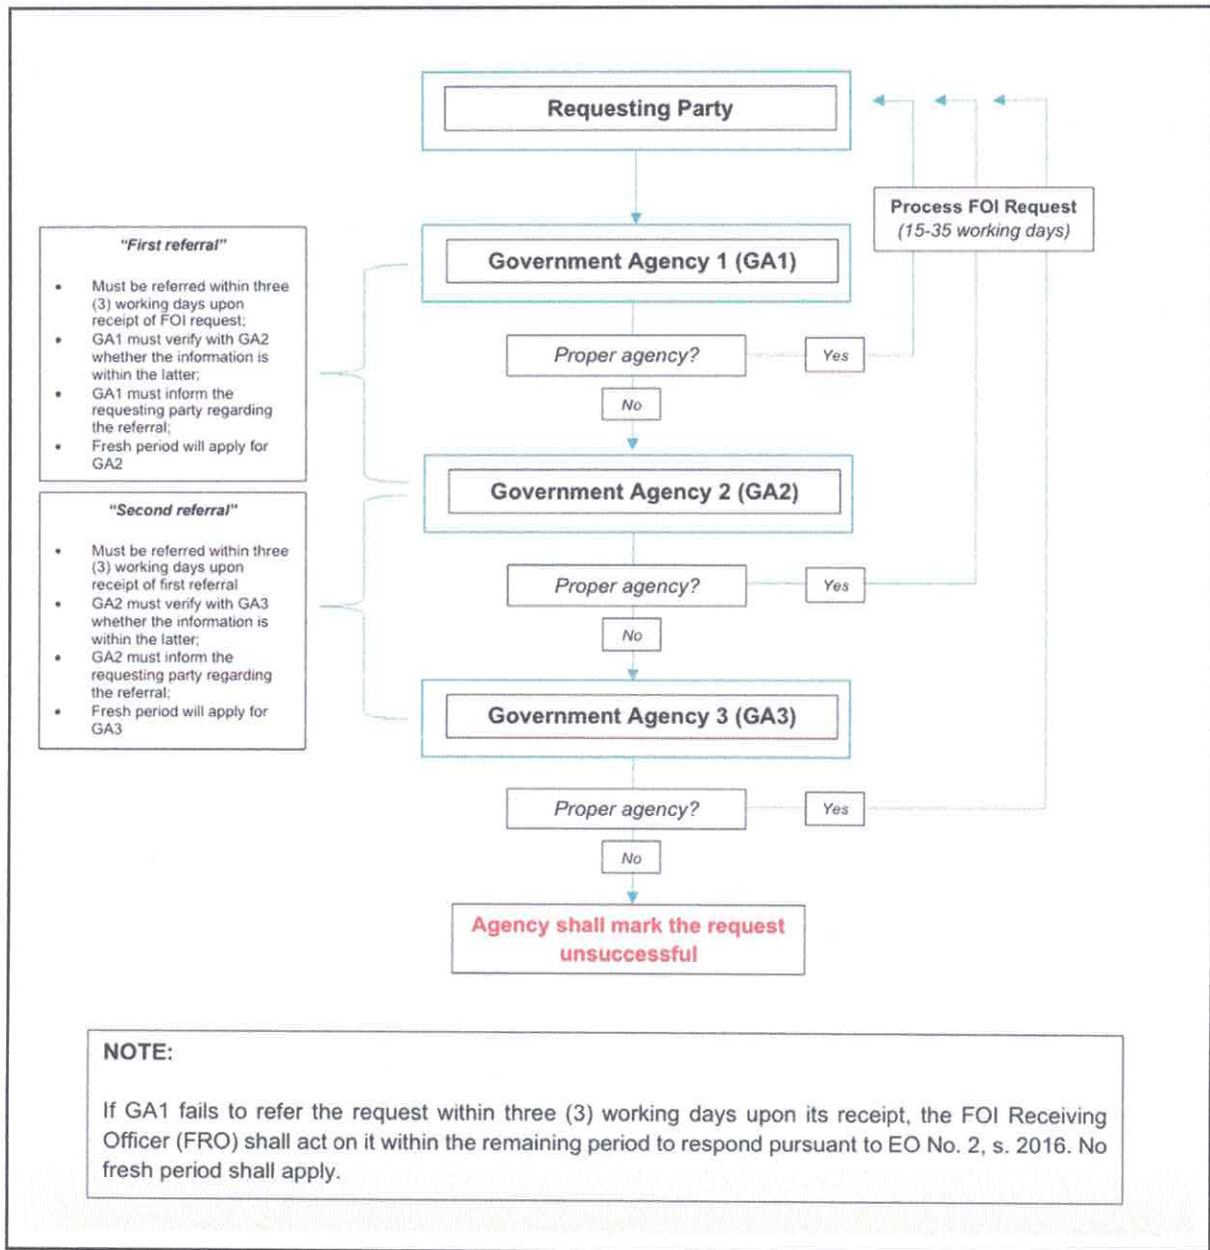 Requesting Party
Process FOI Request
(15-35 working days)
Government Agency 1 (GA1)
"First referral"
• Must be referred within three
(3) working days upon
receipt of FOI request;
• GA1 must verify with GA2
whether the information is
within the latter;
• GA1 must inform the
requesting party regarding
the referral;
• Fresh period will apply for
GA2
Proper agency?
Yes
No
Government Agency 2 (GA2)
"Second referral"
• Must be referred within three
(3) working days upon
receipt of first referral
• GA2 must verify with GA3
whether the information is
within the latter;
• GA2 must inform the
requesting party regarding
the referral;
• Fresh period will apply for
GA3
Proper agency?
Yes
No
Government Agency 3 (GA3)
Proper agency?
Yes
No
Agency shall mark the request
unsuccessful
NOTE:
If GA1 fails to refer the request within three (3) working days upon its receipt, the FOI Receiving
Officer (FRO) shall act on it within the remaining period to respond pursuant to EO No. 2, s. 2016. No
fresh period shall apply.